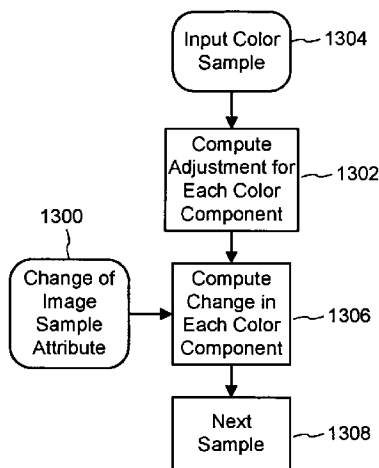 Input Color
Sample
1304
Compute
Adjustment for
Each Color
Component
1302
1300
Change of
Image
Sample
Attribute
Compute
Change in
Each Color
Component
1306
Next
Sample
1308